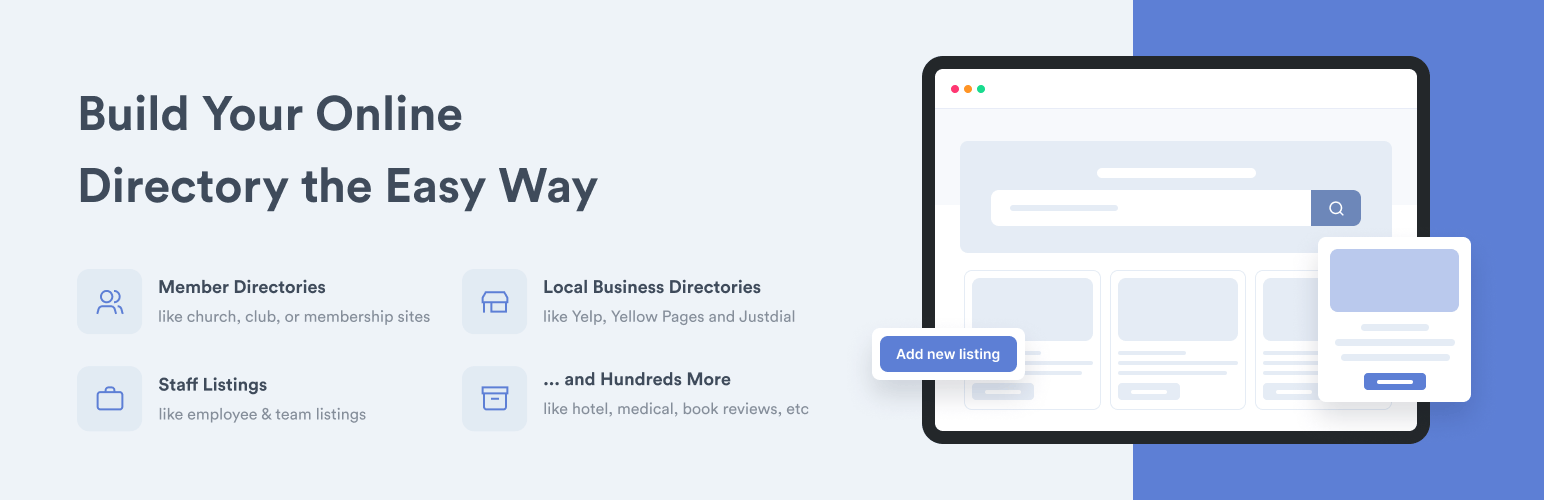 Build Your Online
Directory the Easy Way
Member Directories
like church, club, or membership sites
Local Business Directories
like Yelp, Yellow Pages and Justdial
Staff Listings
like employee & team listings
... and Hundreds More
like hotel, medical, book reviews, etc
Add new listing